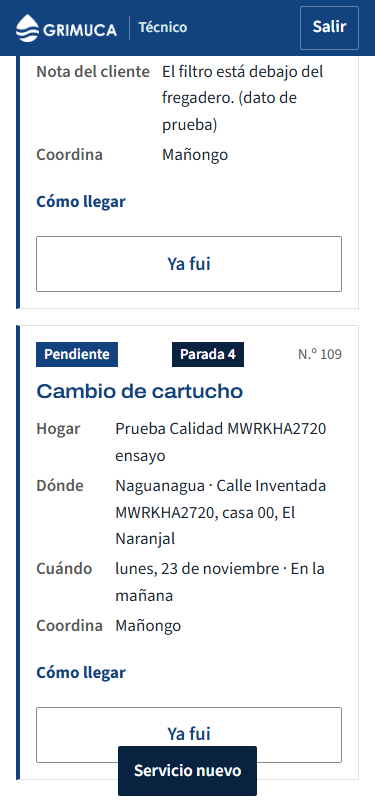 GRIMUCA
Técnico
Salir
Nota del cliente
El filtro está debajo del
fregadero. (dato de
prueba)
Coordina
Mañongo
Cómo llegar
Ya fui
Pendiente
Parada 4
N.º 109
Cambio de cartucho
Hogar
Prueba Calidad MWRKHA2720
ensayo
Dónde
Naguanagua · Calle Inventada
MWRKHA2720, casa 00, El
Naranjal
Cuándo
lunes, 23 de noviembre · En la
mañana
Coordina
Mañongo
Cómo llegar
Ya fui
Servicio nuevo